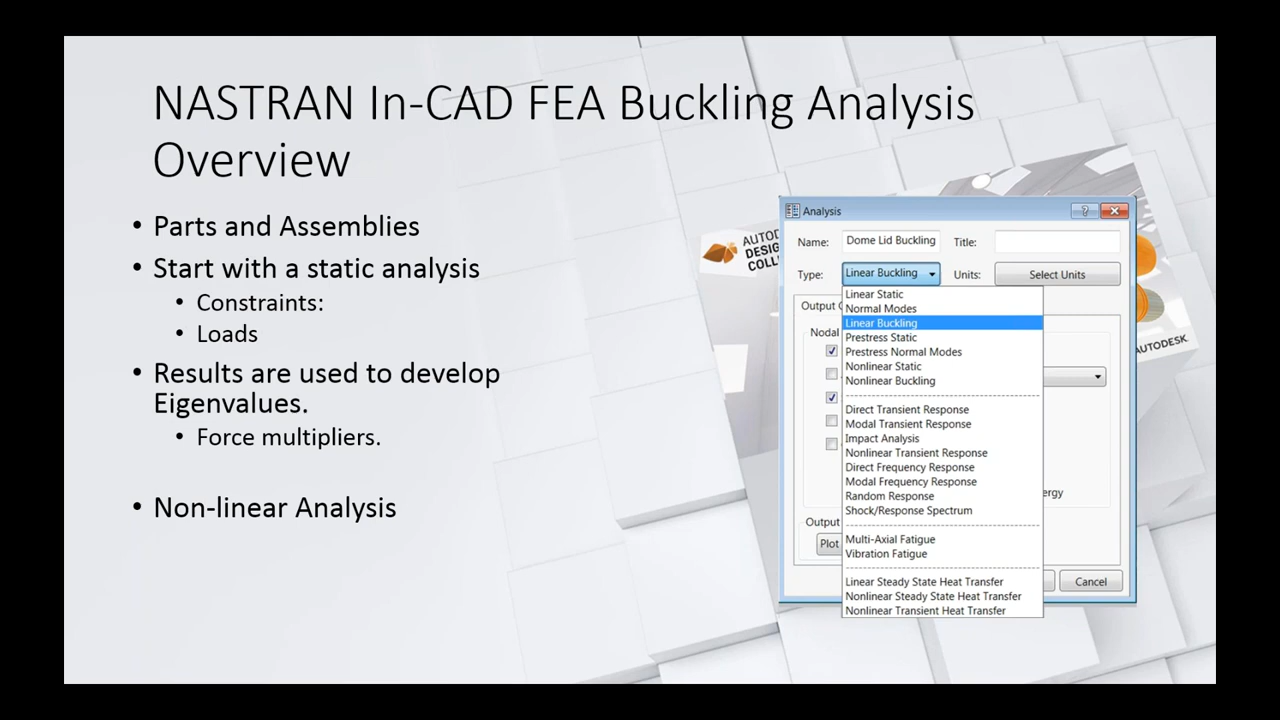 NASTRAN In-CAD FEA Buckling Analysis
Overview
• Parts and Assemblies
• Start with a static analysis
• Constraints:
• Loads
• Results are used to develop
Eigenvalues.
• Force multipliers.
• Non-linear Analysis
AUTOD
DESIG
COLL
AUTODESK
Analysis
Name: Dome Lid Buckling Title:
Type: Linear Buckling Units: Select Units
Output
Nodal
Linear Static
Normal Modes
Linear Buckling
Prestress Static
Prestress Normal Modes
Nonlinear Static
Nonlinear Buckling
Direct Transient Response
Modal Transient Response
Impact Analysis
Nonlinear Transient Response
Direct Frequency Response
Modal Frequency Response
Random Response
Shock/Response Spectrum
Multi-Axial Fatigue
Vibration Fatigue
Linear Steady State Heat Transfer
Nonlinear Steady State Heat Transfer
Nonlinear Transient Heat Transfer
ergy
Output
Plot
Cancel